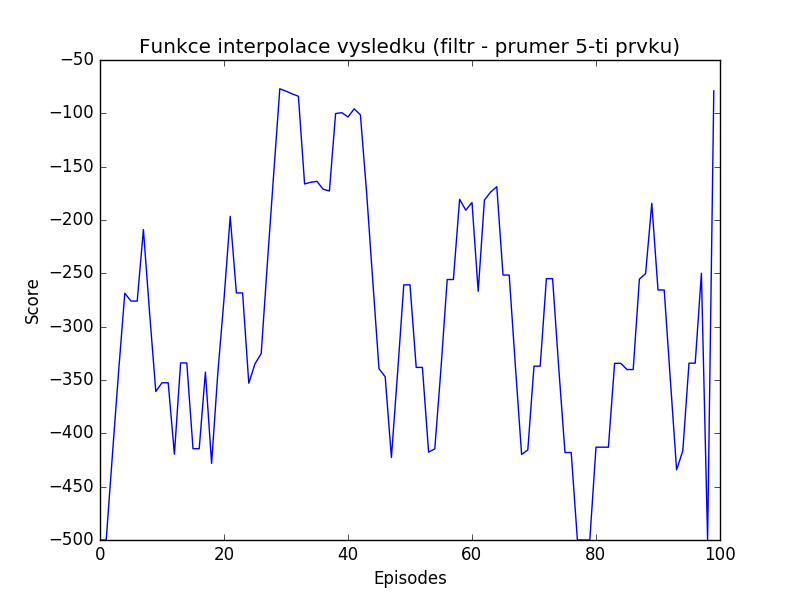 Funkce interpolace vysledku (filtr - prumer 5-ti prvku)
−50
−100
−150
−200
−250
−300
−350
−400
−450
−500
Score
0 20 40 60 80 100
Episodes